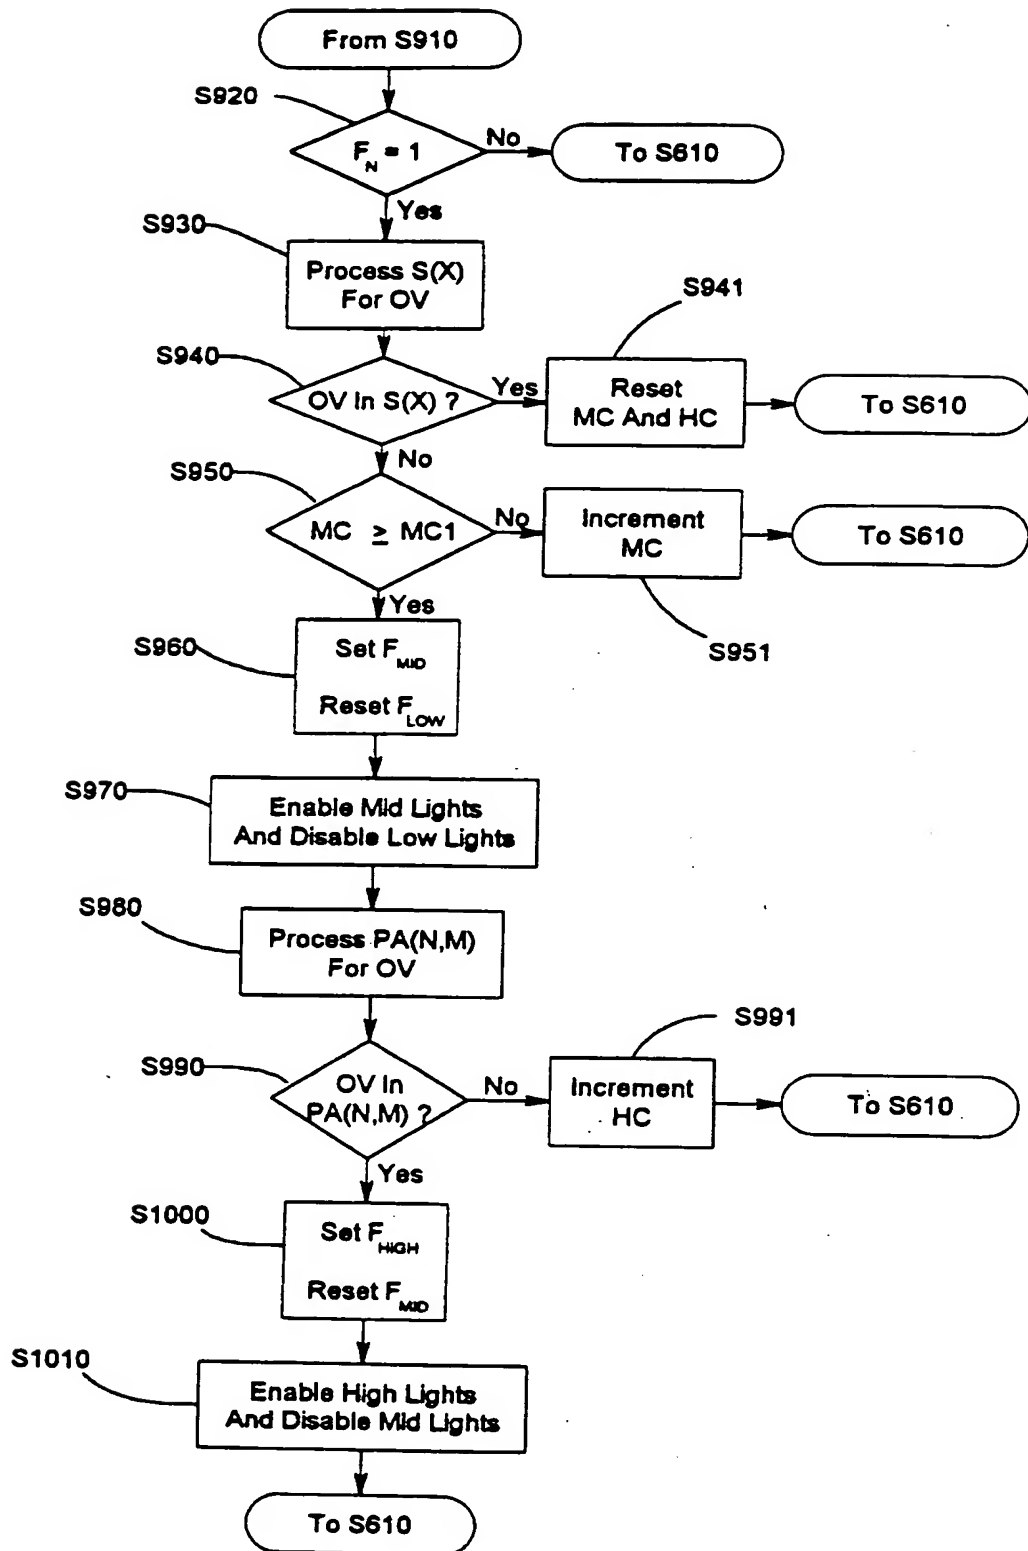 From S910
S920
F_N = 1
No
To S610
Yes
S930
Process S(X)
For OV
S941
S940
OV In S(X) ?
Yes
Reset
MC And HC
To S610
No
S950
MC ≥ MC1
No
Increment
MC
To S610
Yes
S951
S960
Set F_MID
Reset F_LOW
S970
Enable Mid Lights
And Disable Low Lights
S980
Process PA(N,M)
For OV
S991
S990
OV In
PA(N,M) ?
No
Increment
HC
To S610
Yes
S1000
Set F_HIGH
Reset F_MID
S1010
Enable High Lights
And Disable Mid Lights
To S610